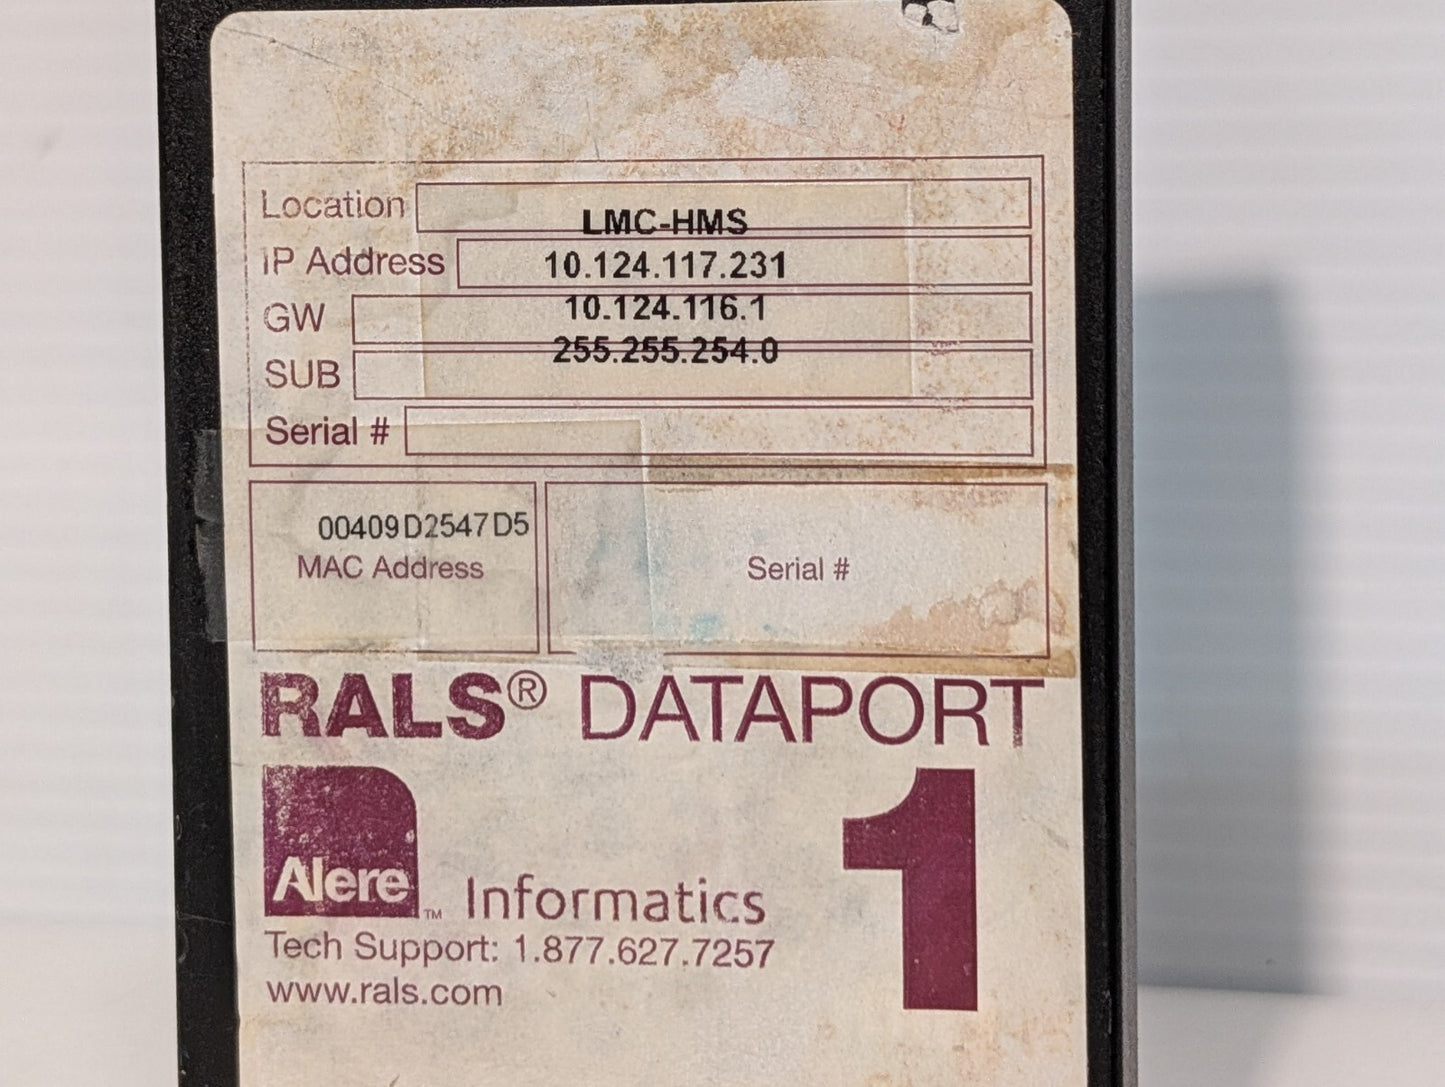 Location LMC-HMS
IP Address 10.124.117.231
GW 10.124.116.1
SUB 255.255.254.0
Serial #
00409D2547D5
MAC Address
Serial #
RALS® DATAPORT
1
Alere™ Informatics
Tech Support: 1.877.627.7257
www.rals.com